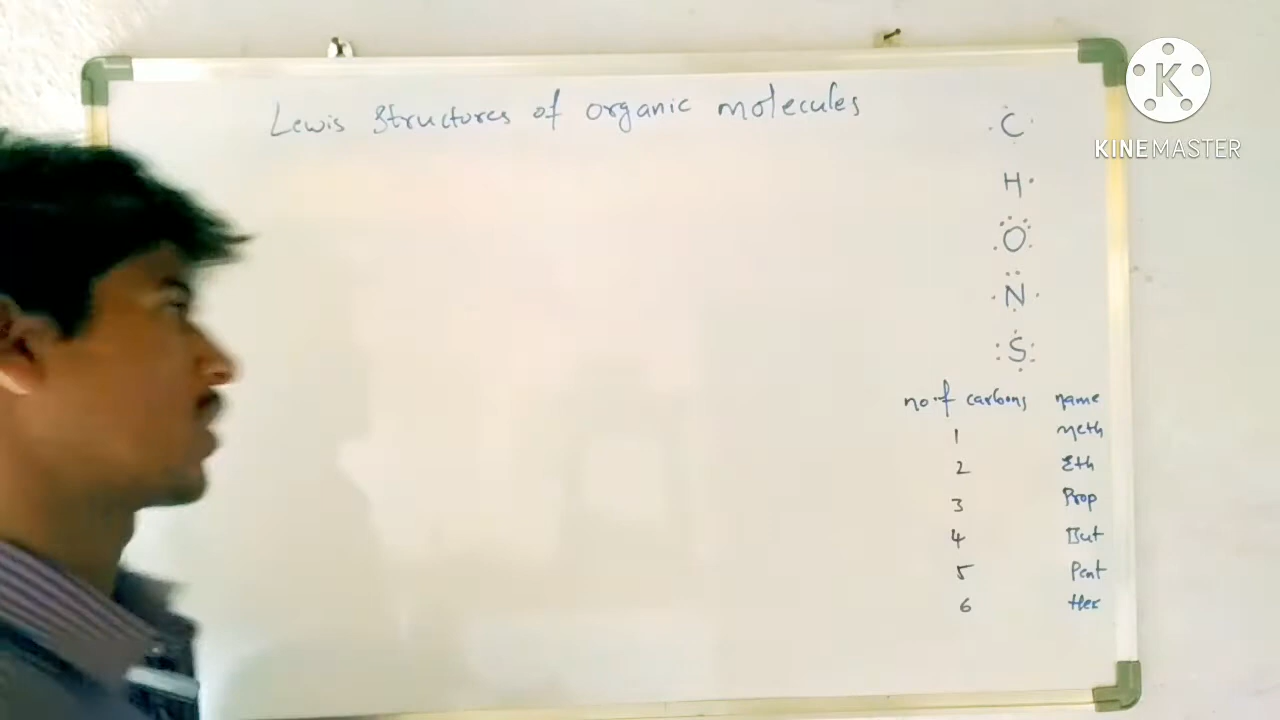 Lewis Structures of organic molecules
C
H
O
N
S
no.of carbons name
1 Meth
2 Eth
3 Prop
4 But
5 Pent
6 Hex
K
KINEMASTER